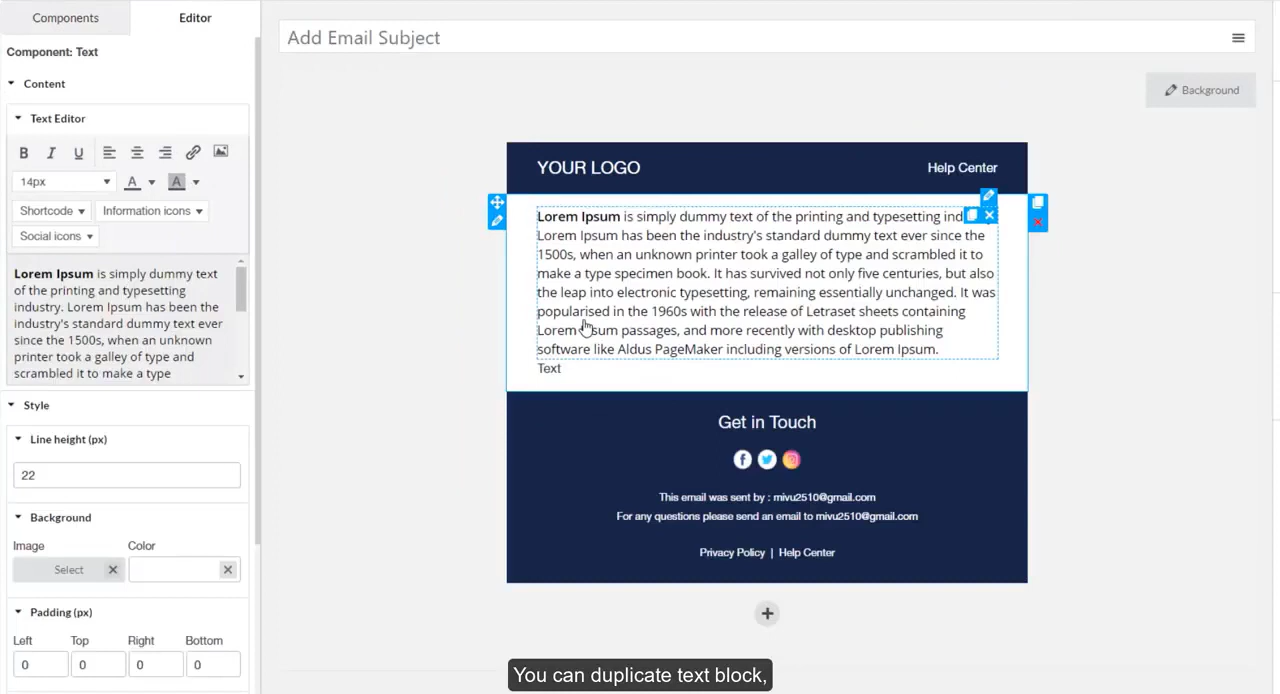 Components
Editor
Component: Text
Content
Text Editor
B I U
14px
A A
Shortcode
Information icons
Social icons
Lorem Ipsum is simply dummy text
of the printing and typesetting
industry. Lorem Ipsum has been the
industry's standard dummy text ever
since the 1500s, when an unknown
printer took a galley of type and
scrambled it to make a type
Style
Line height (px)
22
Background
Image
Color
Select
Padding (px)
Left Top Right Bottom
0 0 0 0
Add Email Subject
Background
YOUR LOGO
Help Center
Lorem Ipsum is simply dummy text of the printing and typesetting
Lorem Ipsum has been the industry's standard dummy text ever since the
1500s, when an unknown printer took a galley of type and scrambled it to
make a type specimen book. It has survived not only five centuries, but also
the leap into electronic typesetting, remaining essentially unchanged. It was
popularised in the 1960s with the release of Letraset sheets containing
Lorem Ipsum passages, and more recently with desktop publishing
software like Aldus PageMaker including versions of Lorem Ipsum.
Text
Get in Touch
This email was sent by : mivu2510@gmail.com
For any questions please send an email to mivu2510@gmail.com
Privacy Policy | Help Center
You can duplicate text block,